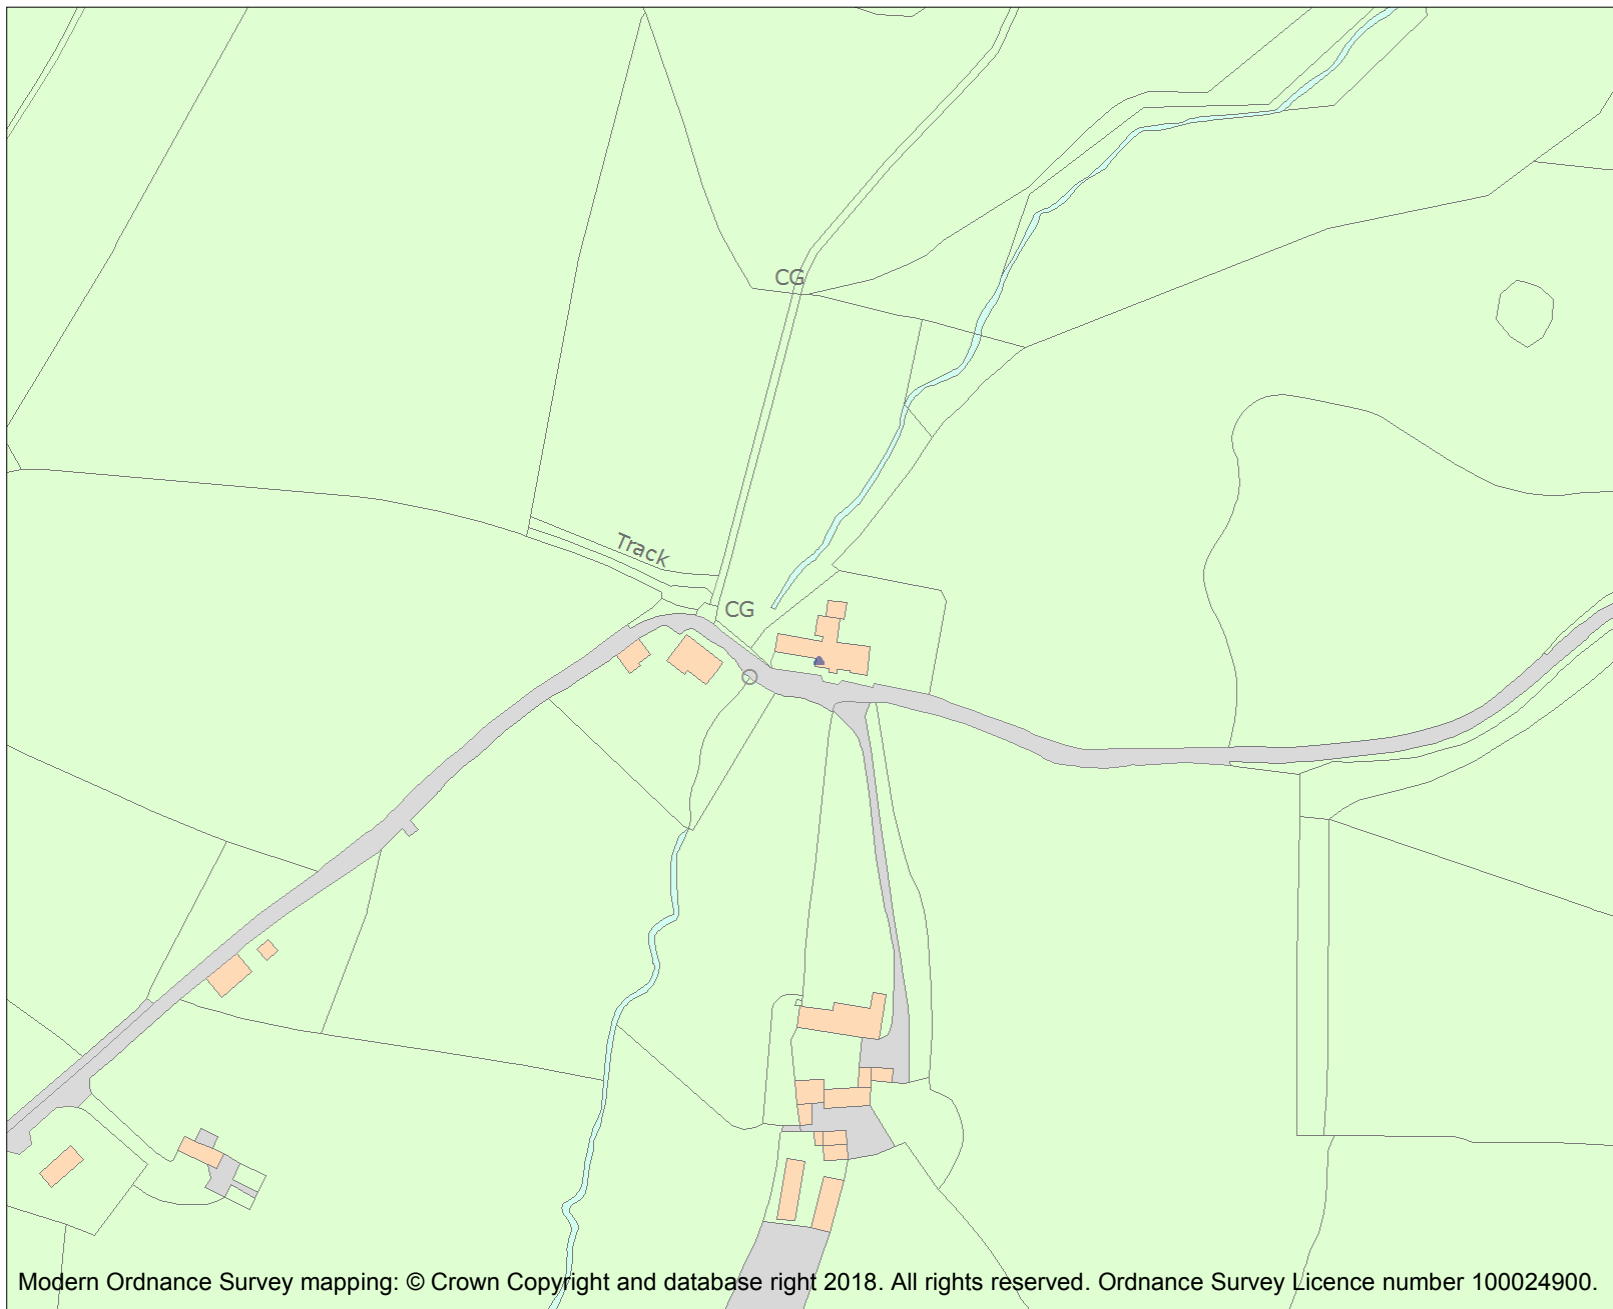 CG
Track
CG
Modern Ordnance Survey mapping: © Crown Copyright and database right 2018. All rights reserved. Ordnance Survey Licence number 100024900.